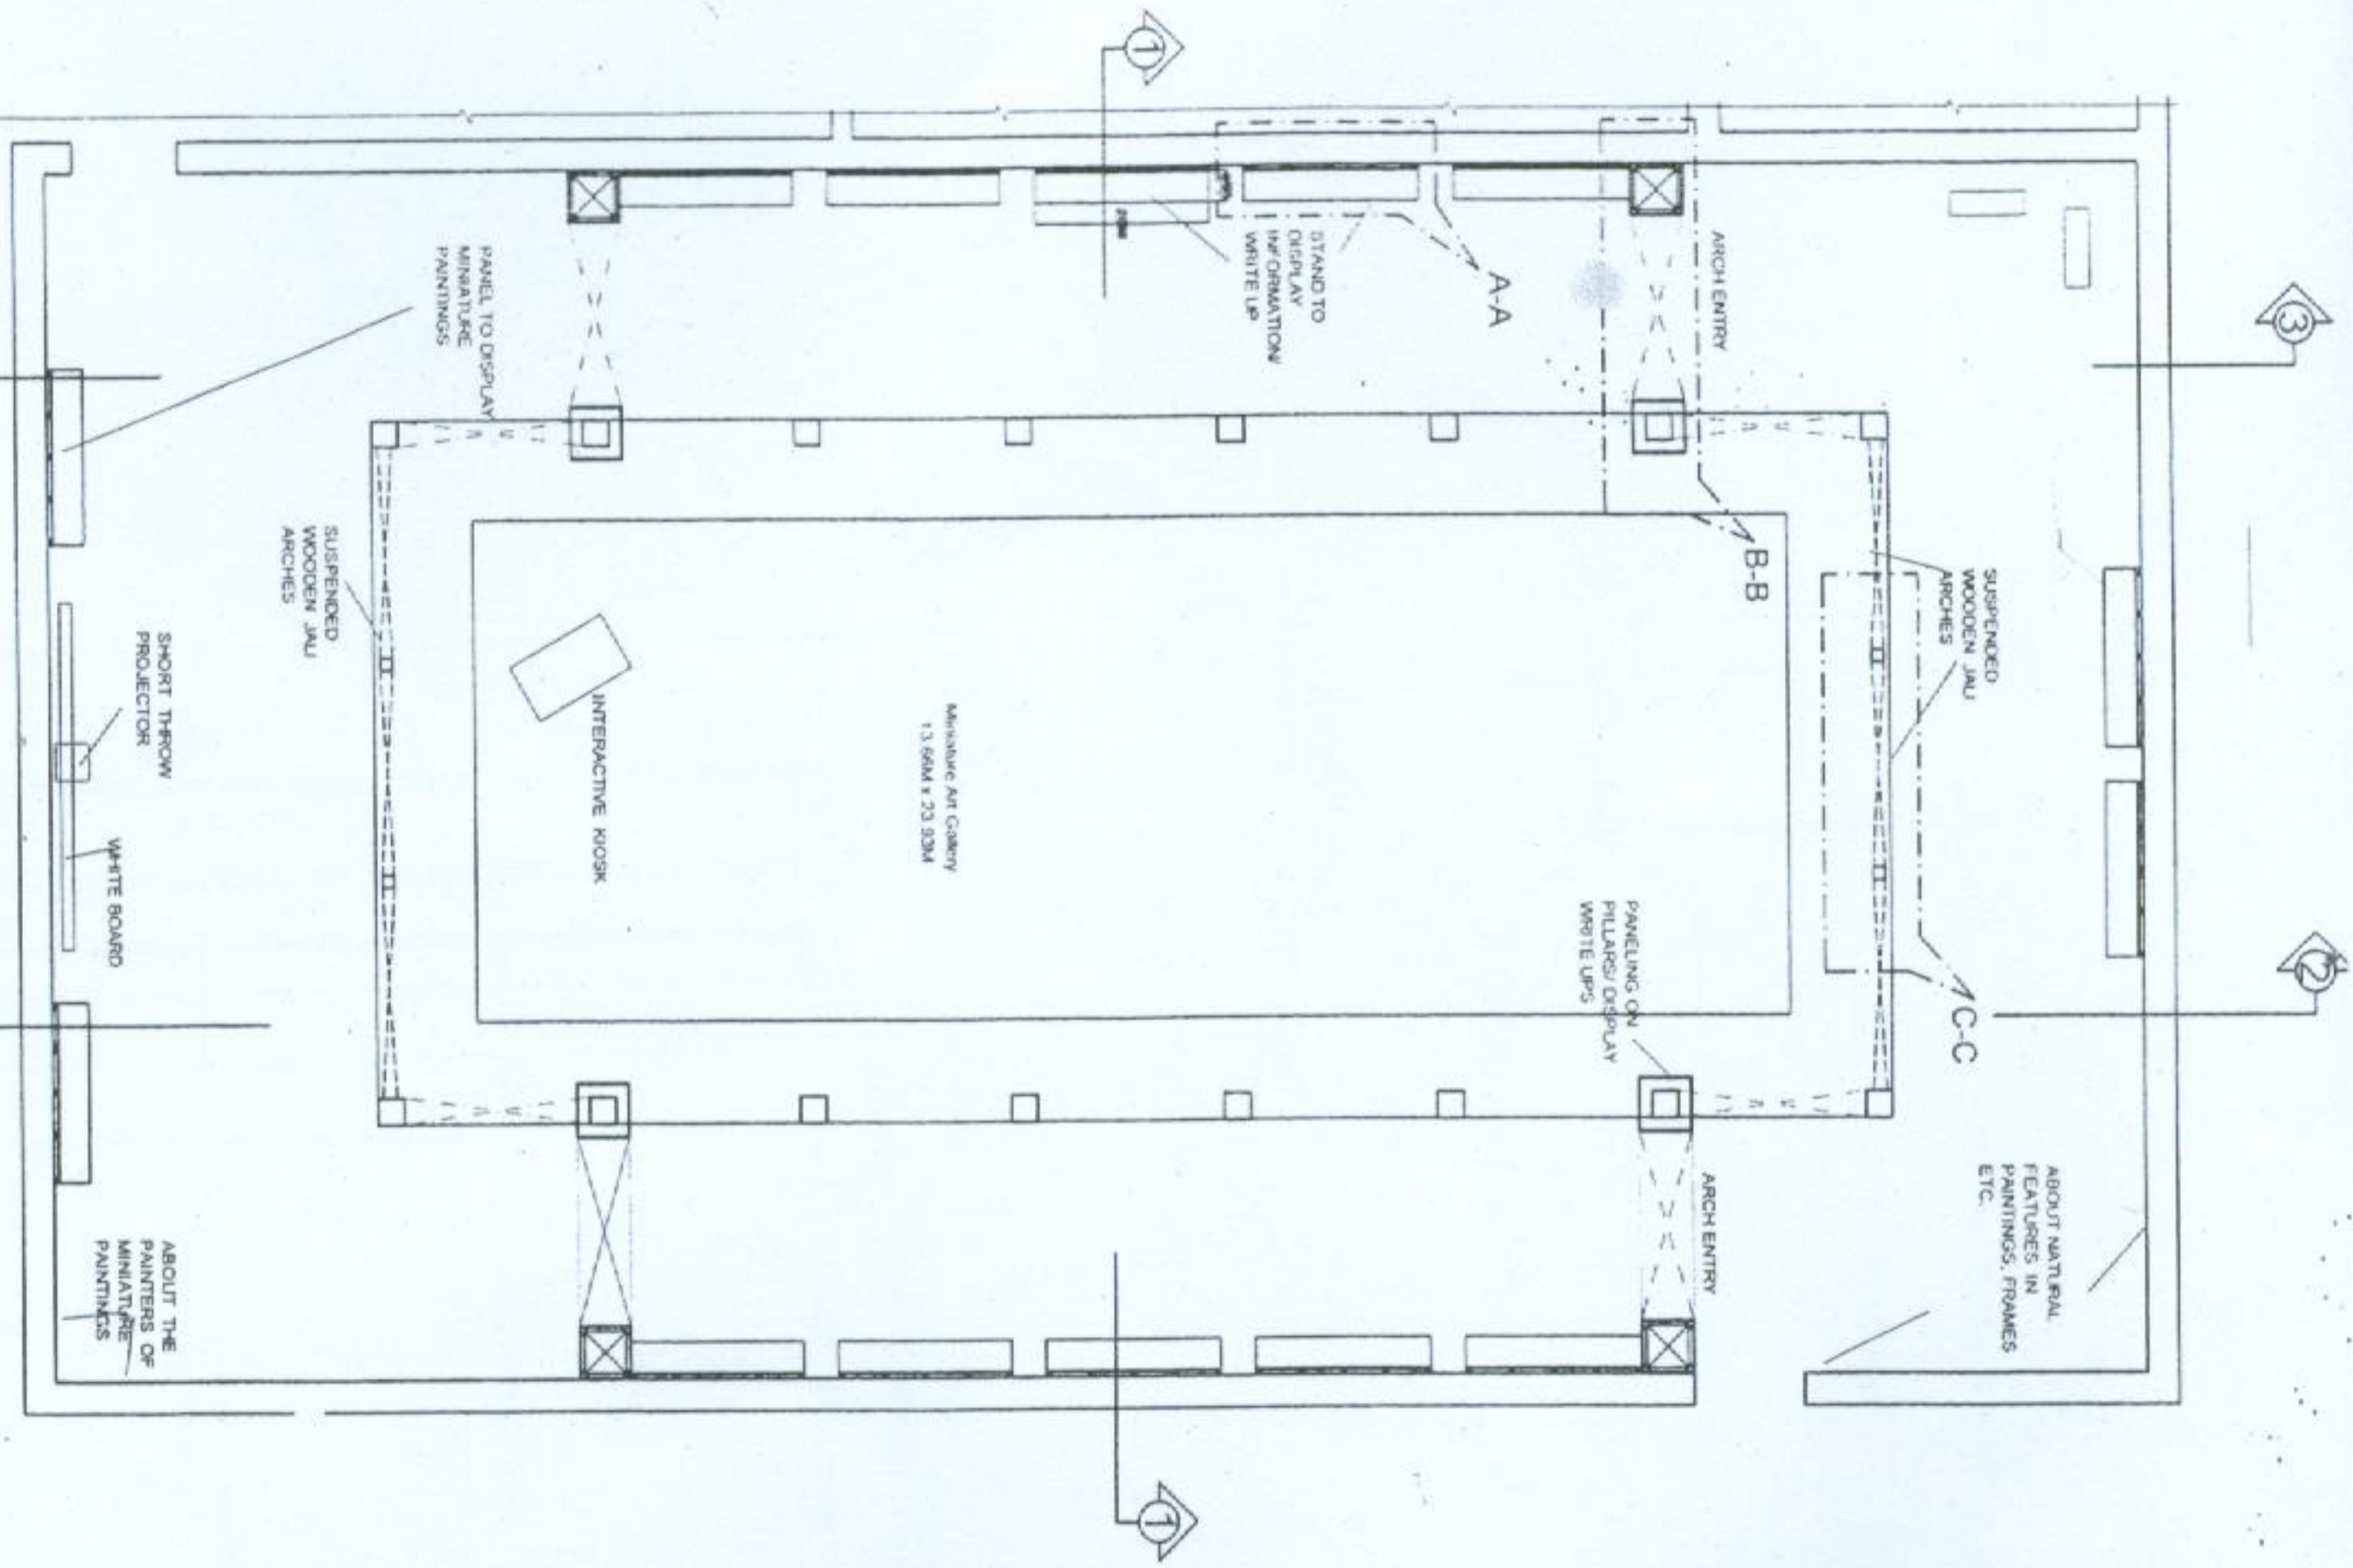 1
3
ARCH ENTRY
A-A
STAND TO
DISPLAY
INFORMATION/
WRITE UP
PANEL TO DISPLAY
MINIATURE
PAINTINGS
B-B
SUSPENDED
WOODEN JALI
ARCHES
SUSPENDED
WOODEN JALI
ARCHES
SHORT THROW
PROJECTOR
INTERACTIVE KIOSK
Miniature Art Gallery
13.66M x 23.93M
WHITE BOARD
PANELING ON
PILLARS/ DISPLAY
WRITE UPS
2
C-C
ARCH ENTRY
ABOUT NATURAL
FEATURES IN
PAINTINGS, FRAMES
ETC.
ABOUT THE
PAINTERS OF
MINIATURE
PAINTINGS
1